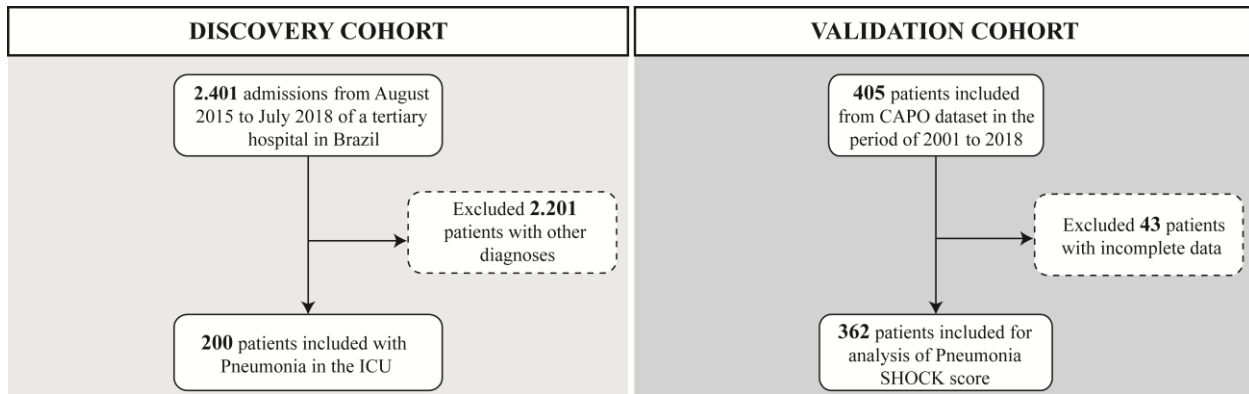 DISCOVERY COHORT
2.401 admissions from August
2015 to July 2018 of a tertiary
hospital in Brazil
Excluded 2.201
patients with other
diagnoses
200 patients included with
Pneumonia in the ICU
VALIDATION COHORT
405 patients included
from CAPO dataset in the
period of 2001 to 2018
Excluded 43 patients
with incomplete data
362 patients included for
analysis of Pneumonia
SHOCK score